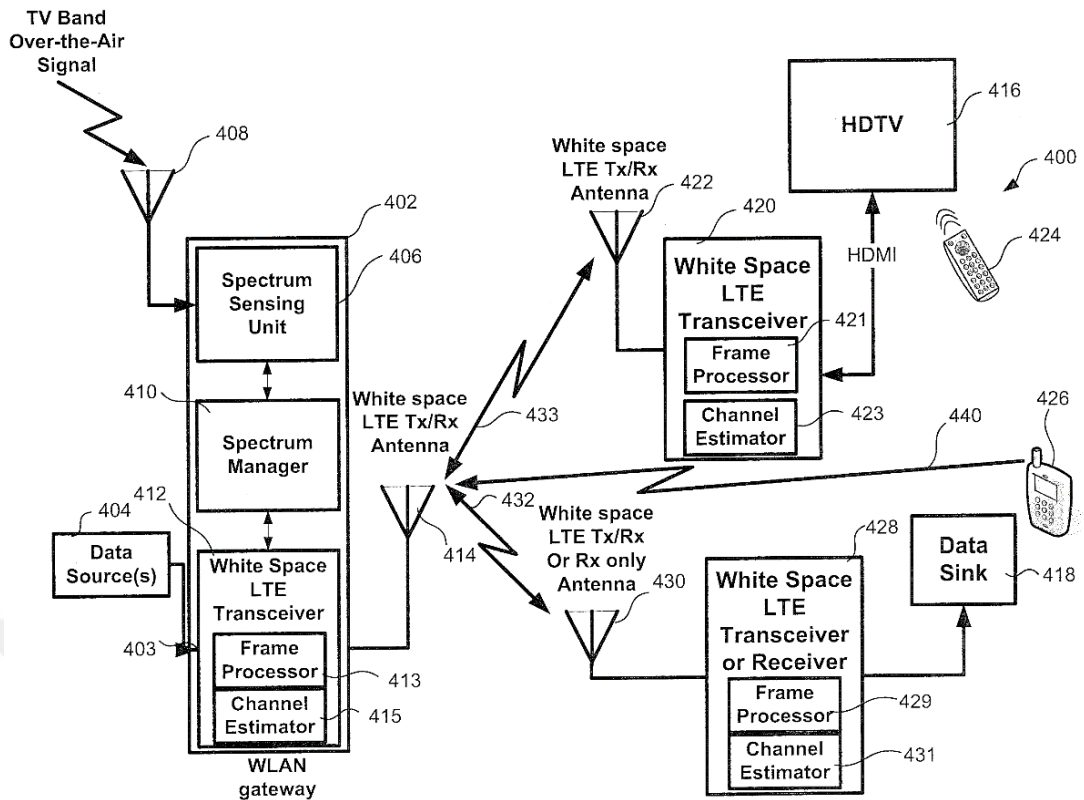 TV Band
Over-the-Air
Signal
408
402
Spectrum
Sensing
Unit
406
410
Spectrum
Manager
412
404
Data
Source(s)
403
White Space
LTE
Transceiver
Frame
Processor
413
Channel
Estimator
415
WLAN
gateway
White space
LTE Tx/Rx
Antenna
414
433
432
440
White space
LTE Tx/Rx
Antenna
422
420
White Space
LTE
Transceiver
421
Frame
Processor
Channel
Estimator
423
HDTV
416
400
HDMI
424
426
White space
LTE Tx/Rx
Or Rx only
Antenna
430
428
White Space
LTE
Transceiver
or Receiver
Frame
Processor
429
Channel
Estimator
431
Data
Sink
418